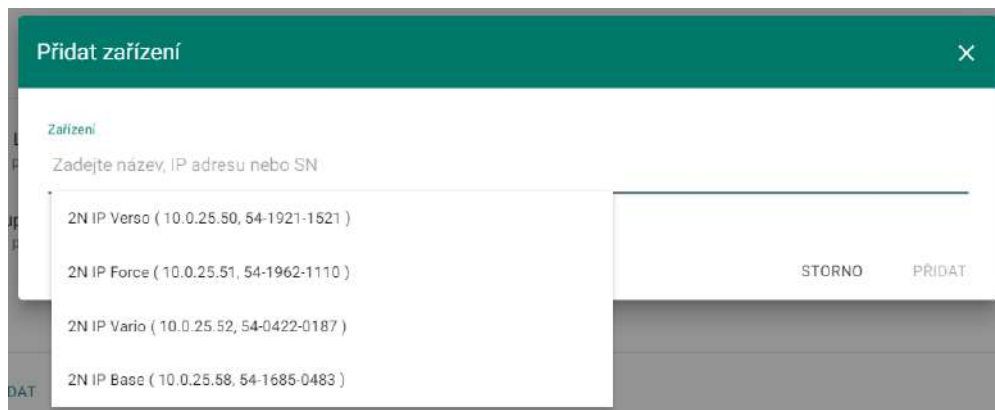 Přidat zařízení
Zařízení
Zadejte název, IP adresu nebo SN
2N IP Verso ( 10.0.25.50, 54-1921-1521 )
2N IP Force ( 10.0.25.51, 54-1962-1110 )
STORNO PŘIDAT
2N IP Vario ( 10.0.25.52, 54-0422-0187 )
2N IP Base ( 10.0.25.58, 54-1685-0483 )
DAT